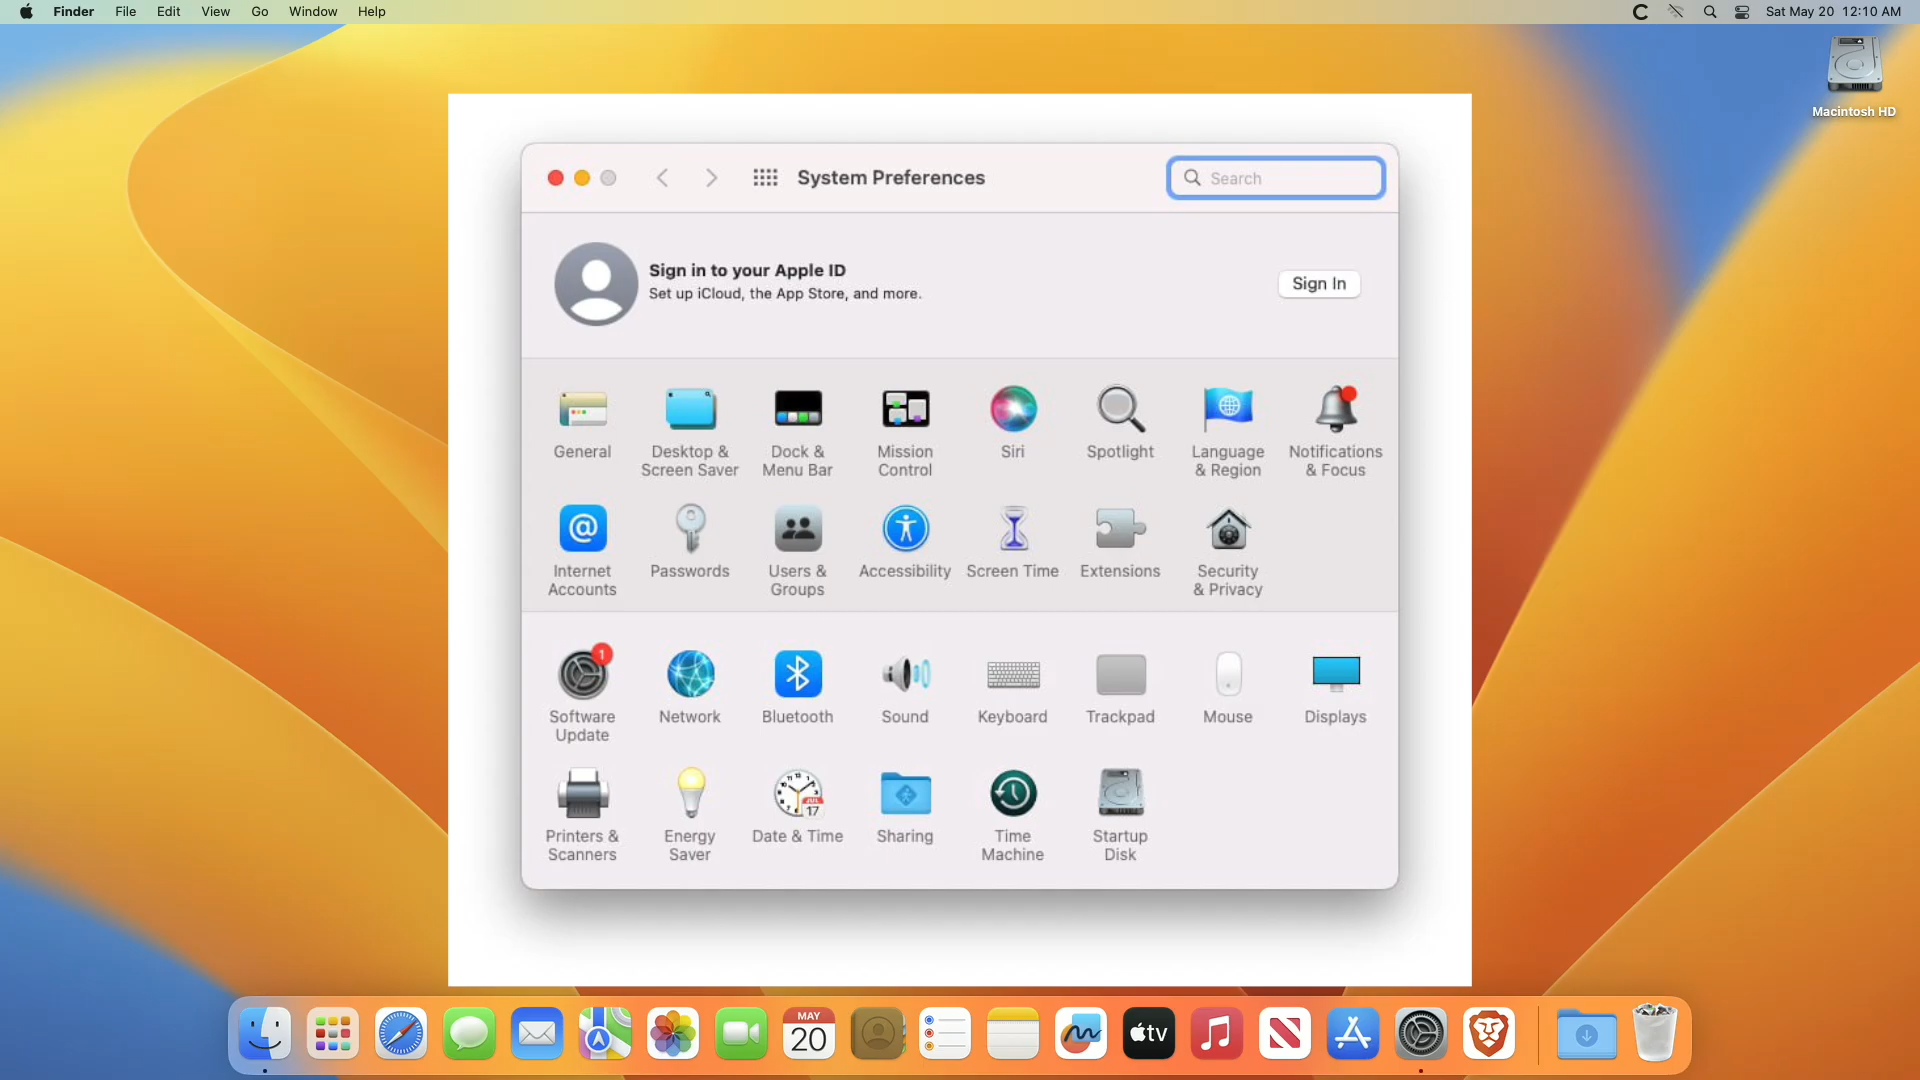 Finder File Edit View Go Window Help
Sat May 20 12:10 AM
Macintosh HD
System Preferences
Search
Sign in to your Apple ID
Set up iCloud, the App Store, and more.
Sign In
General
Desktop &
Screen Saver
Dock &
Menu Bar
Mission
Control
Siri
Spotlight
Language
& Region
Notifications
& Focus
Internet
Accounts
Passwords
Users &
Groups
Accessibility
Screen Time
Extensions
Security
& Privacy
1
Software
Update
Network
Bluetooth
Sound
Keyboard
Trackpad
Mouse
Displays
Printers &
Scanners
Energy
Saver
JUL
17
Date & Time
Sharing
Time
Machine
Startup
Disk
MAY
20
tv